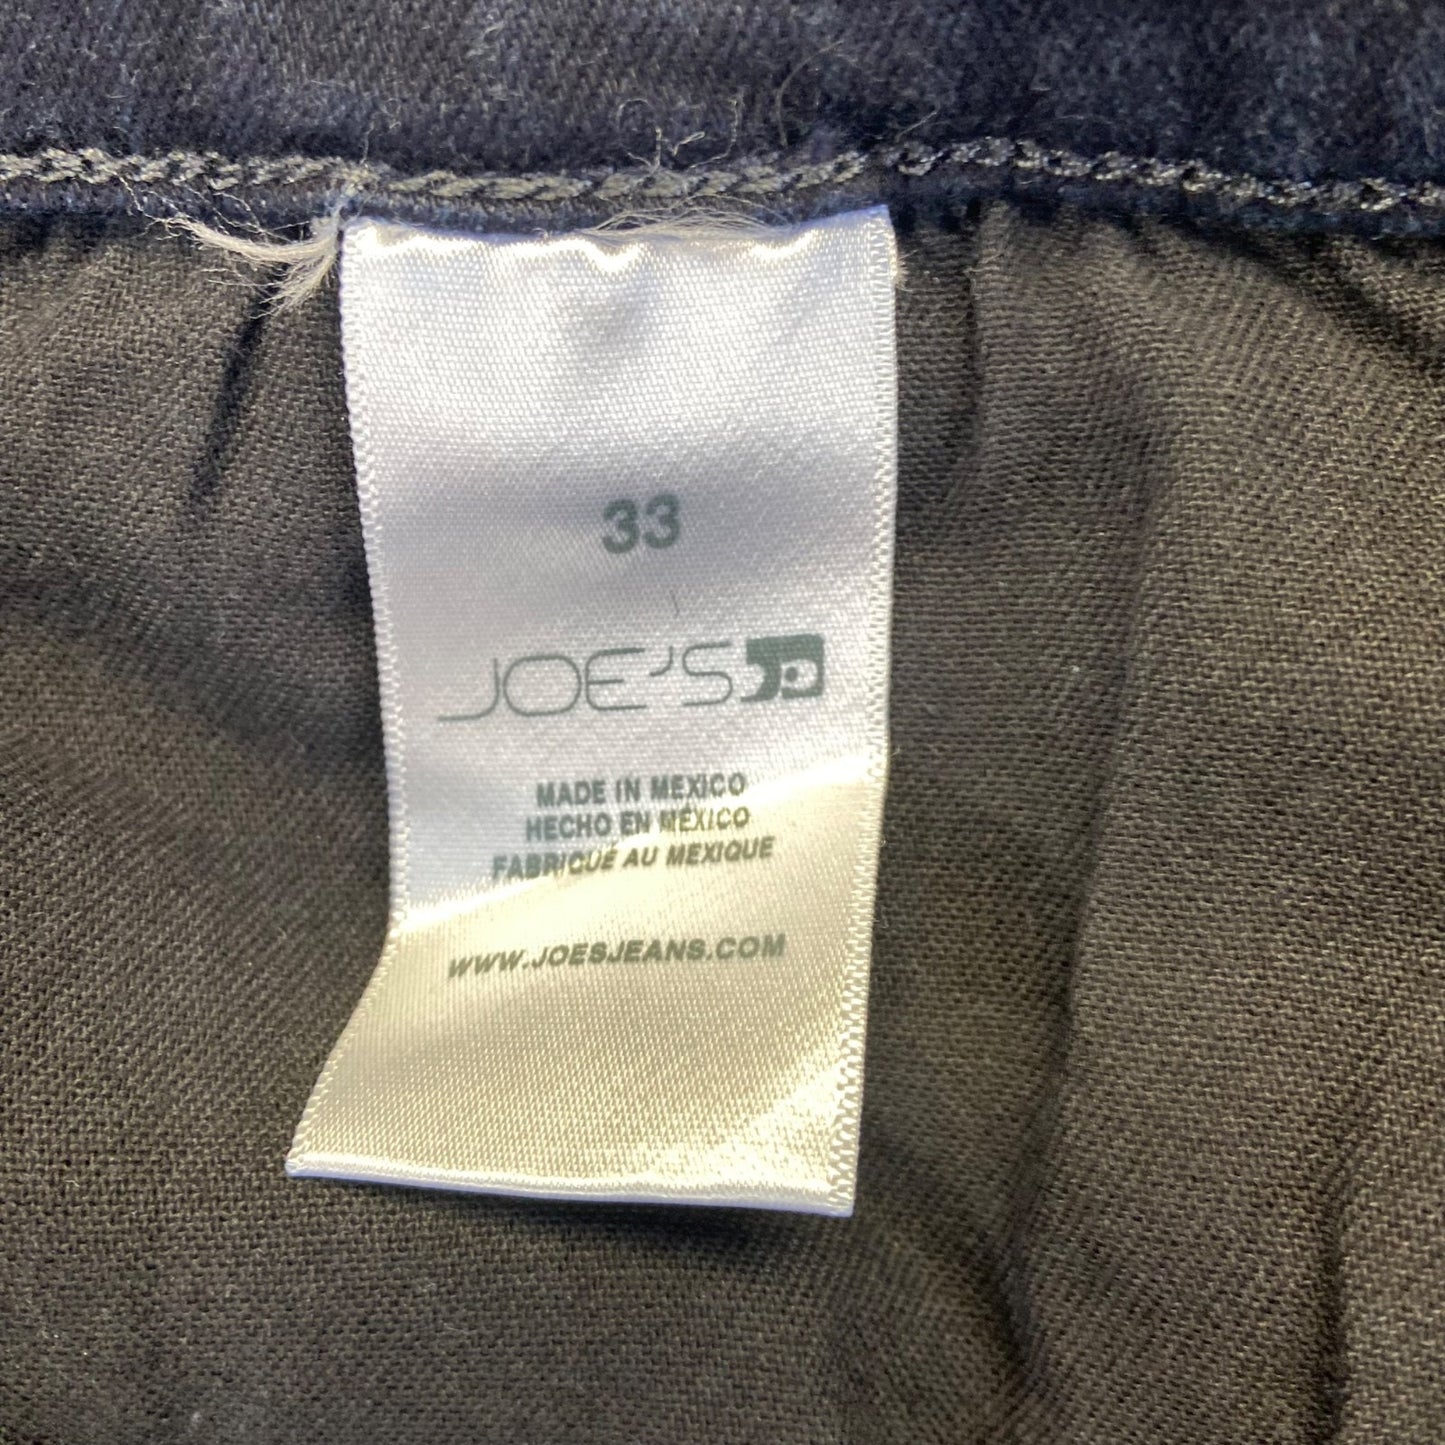 33
JOE'S
MADE IN MEXICO
HECHO EN MÉXICO
FABRIQUÉ AU MEXIQUE
WWW.JOESJEANS.COM